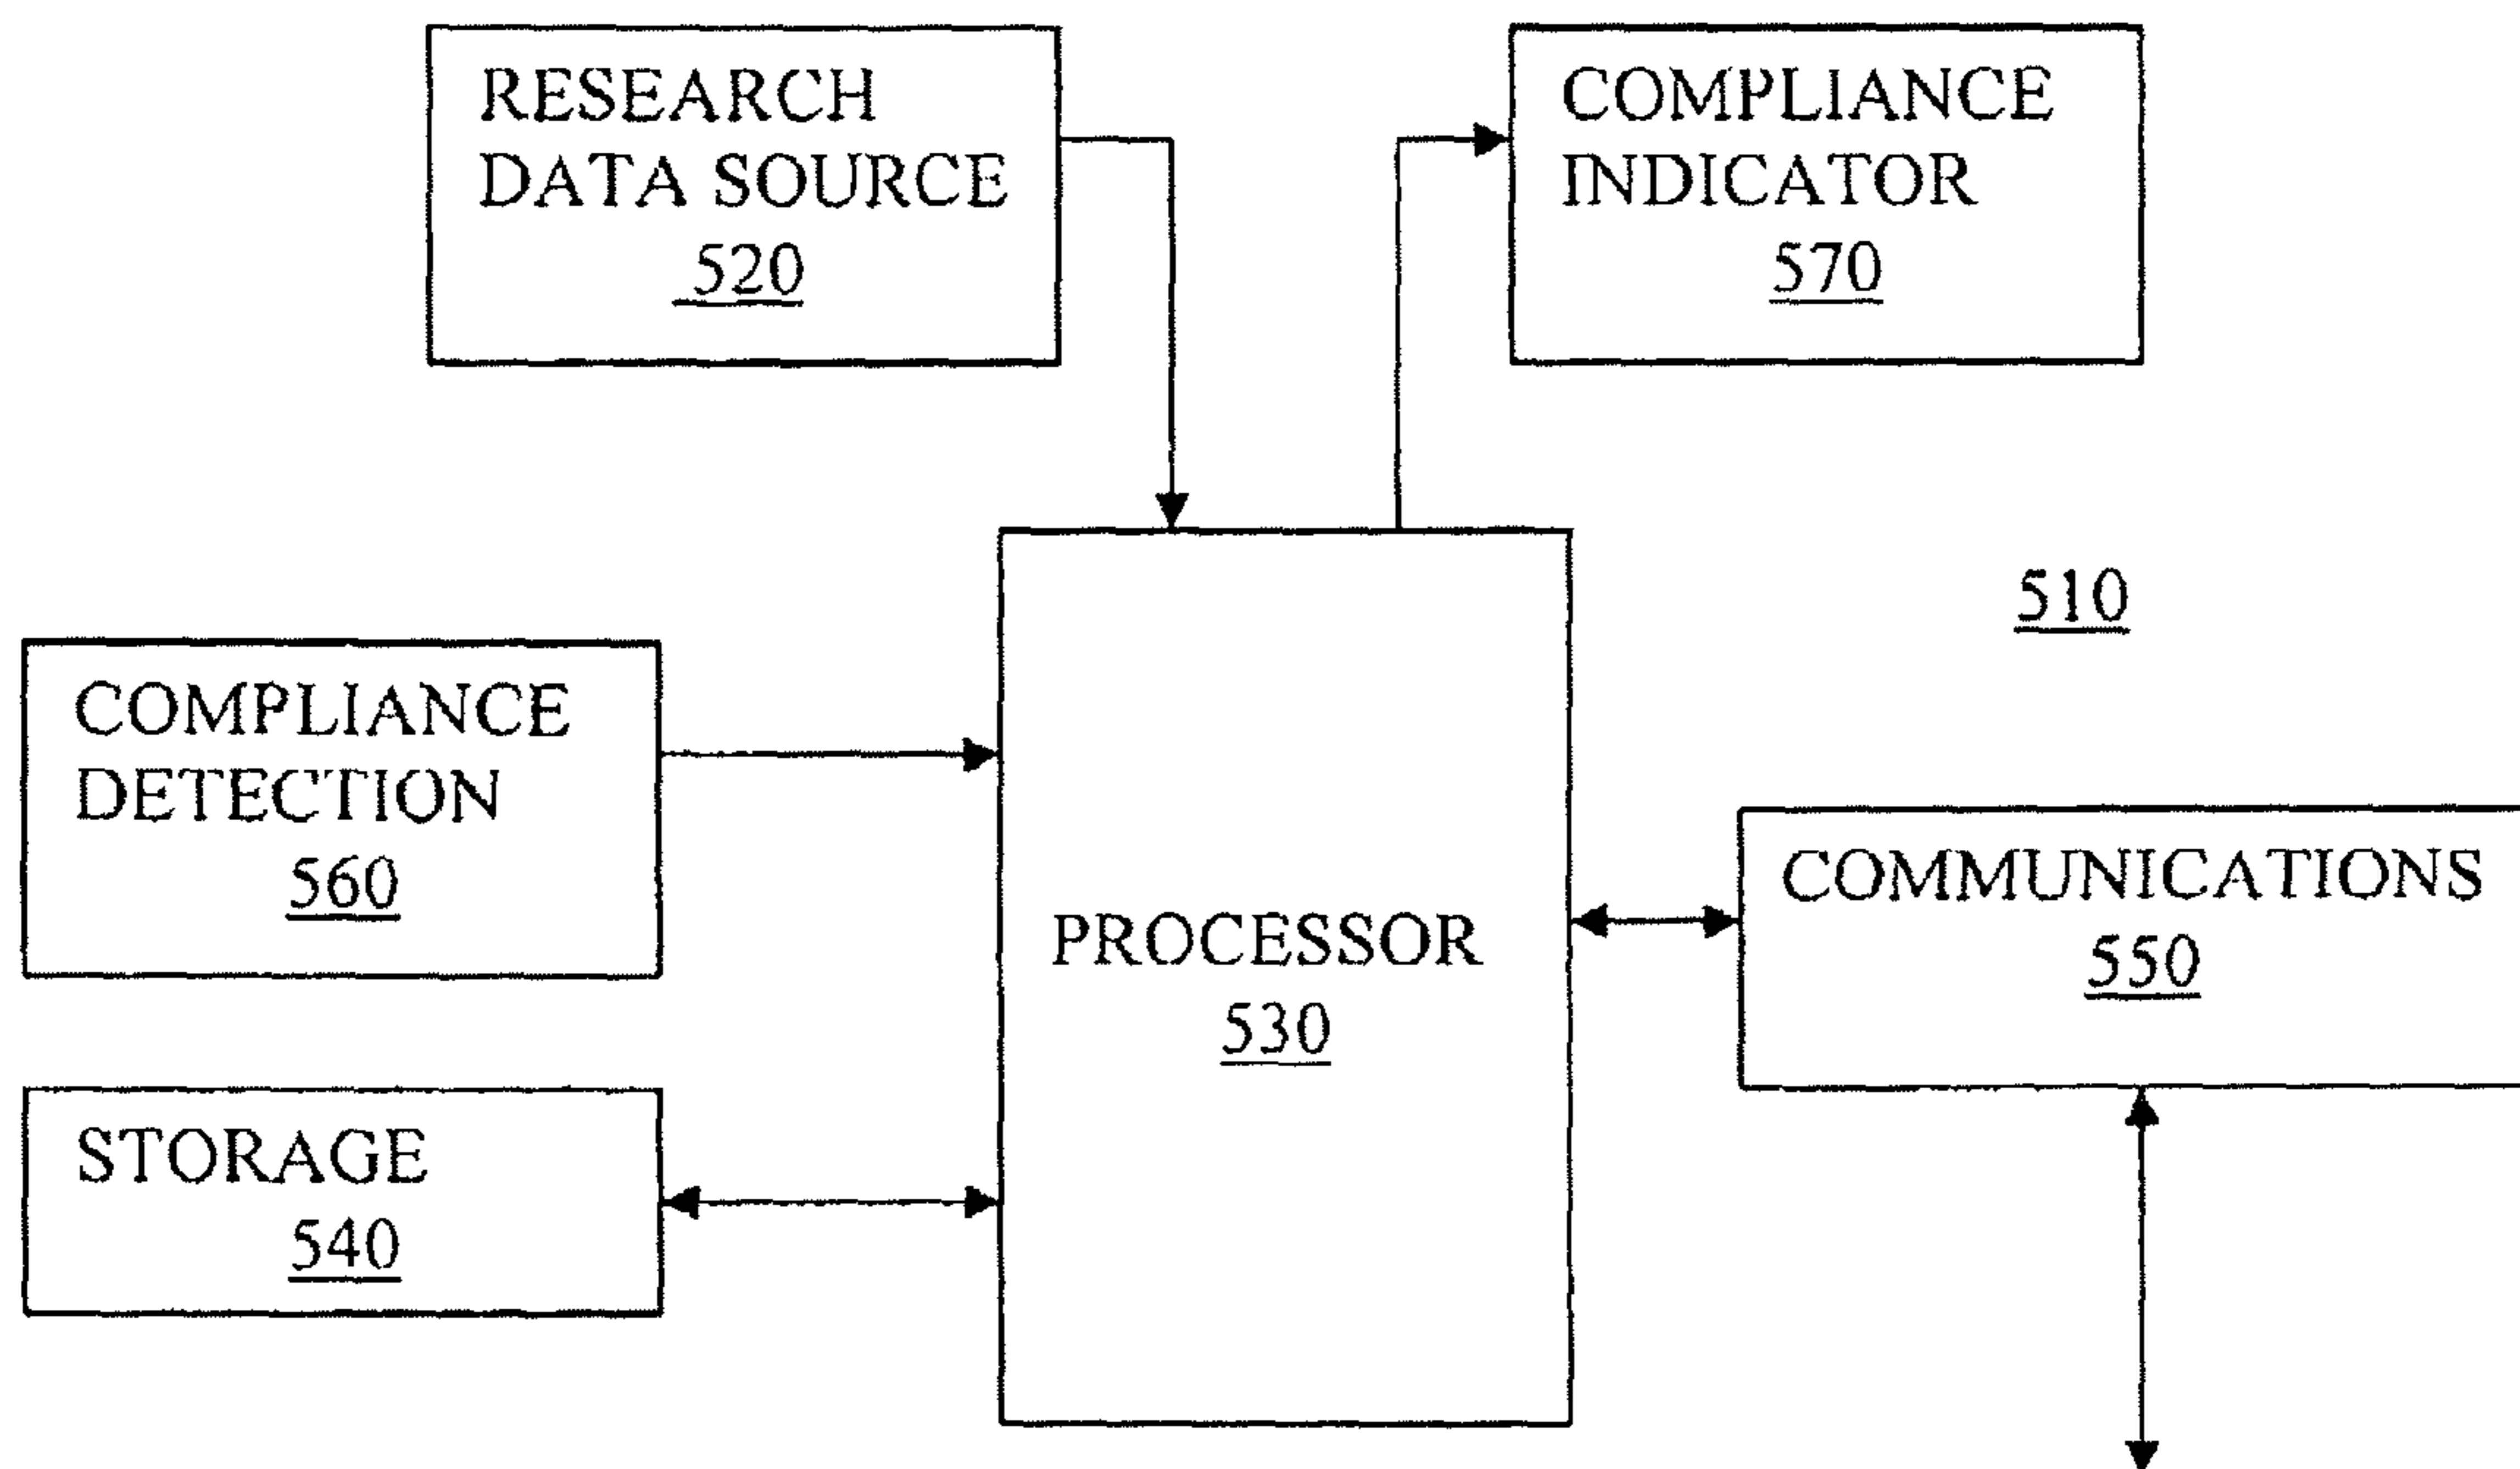 RESEARCH
DATA SOURCE
520
COMPLIANCE
INDICATOR
570
510
COMPLIANCE
DETECTION
560
PROCESSOR
530
COMMUNICATIONS
550
STORAGE
540